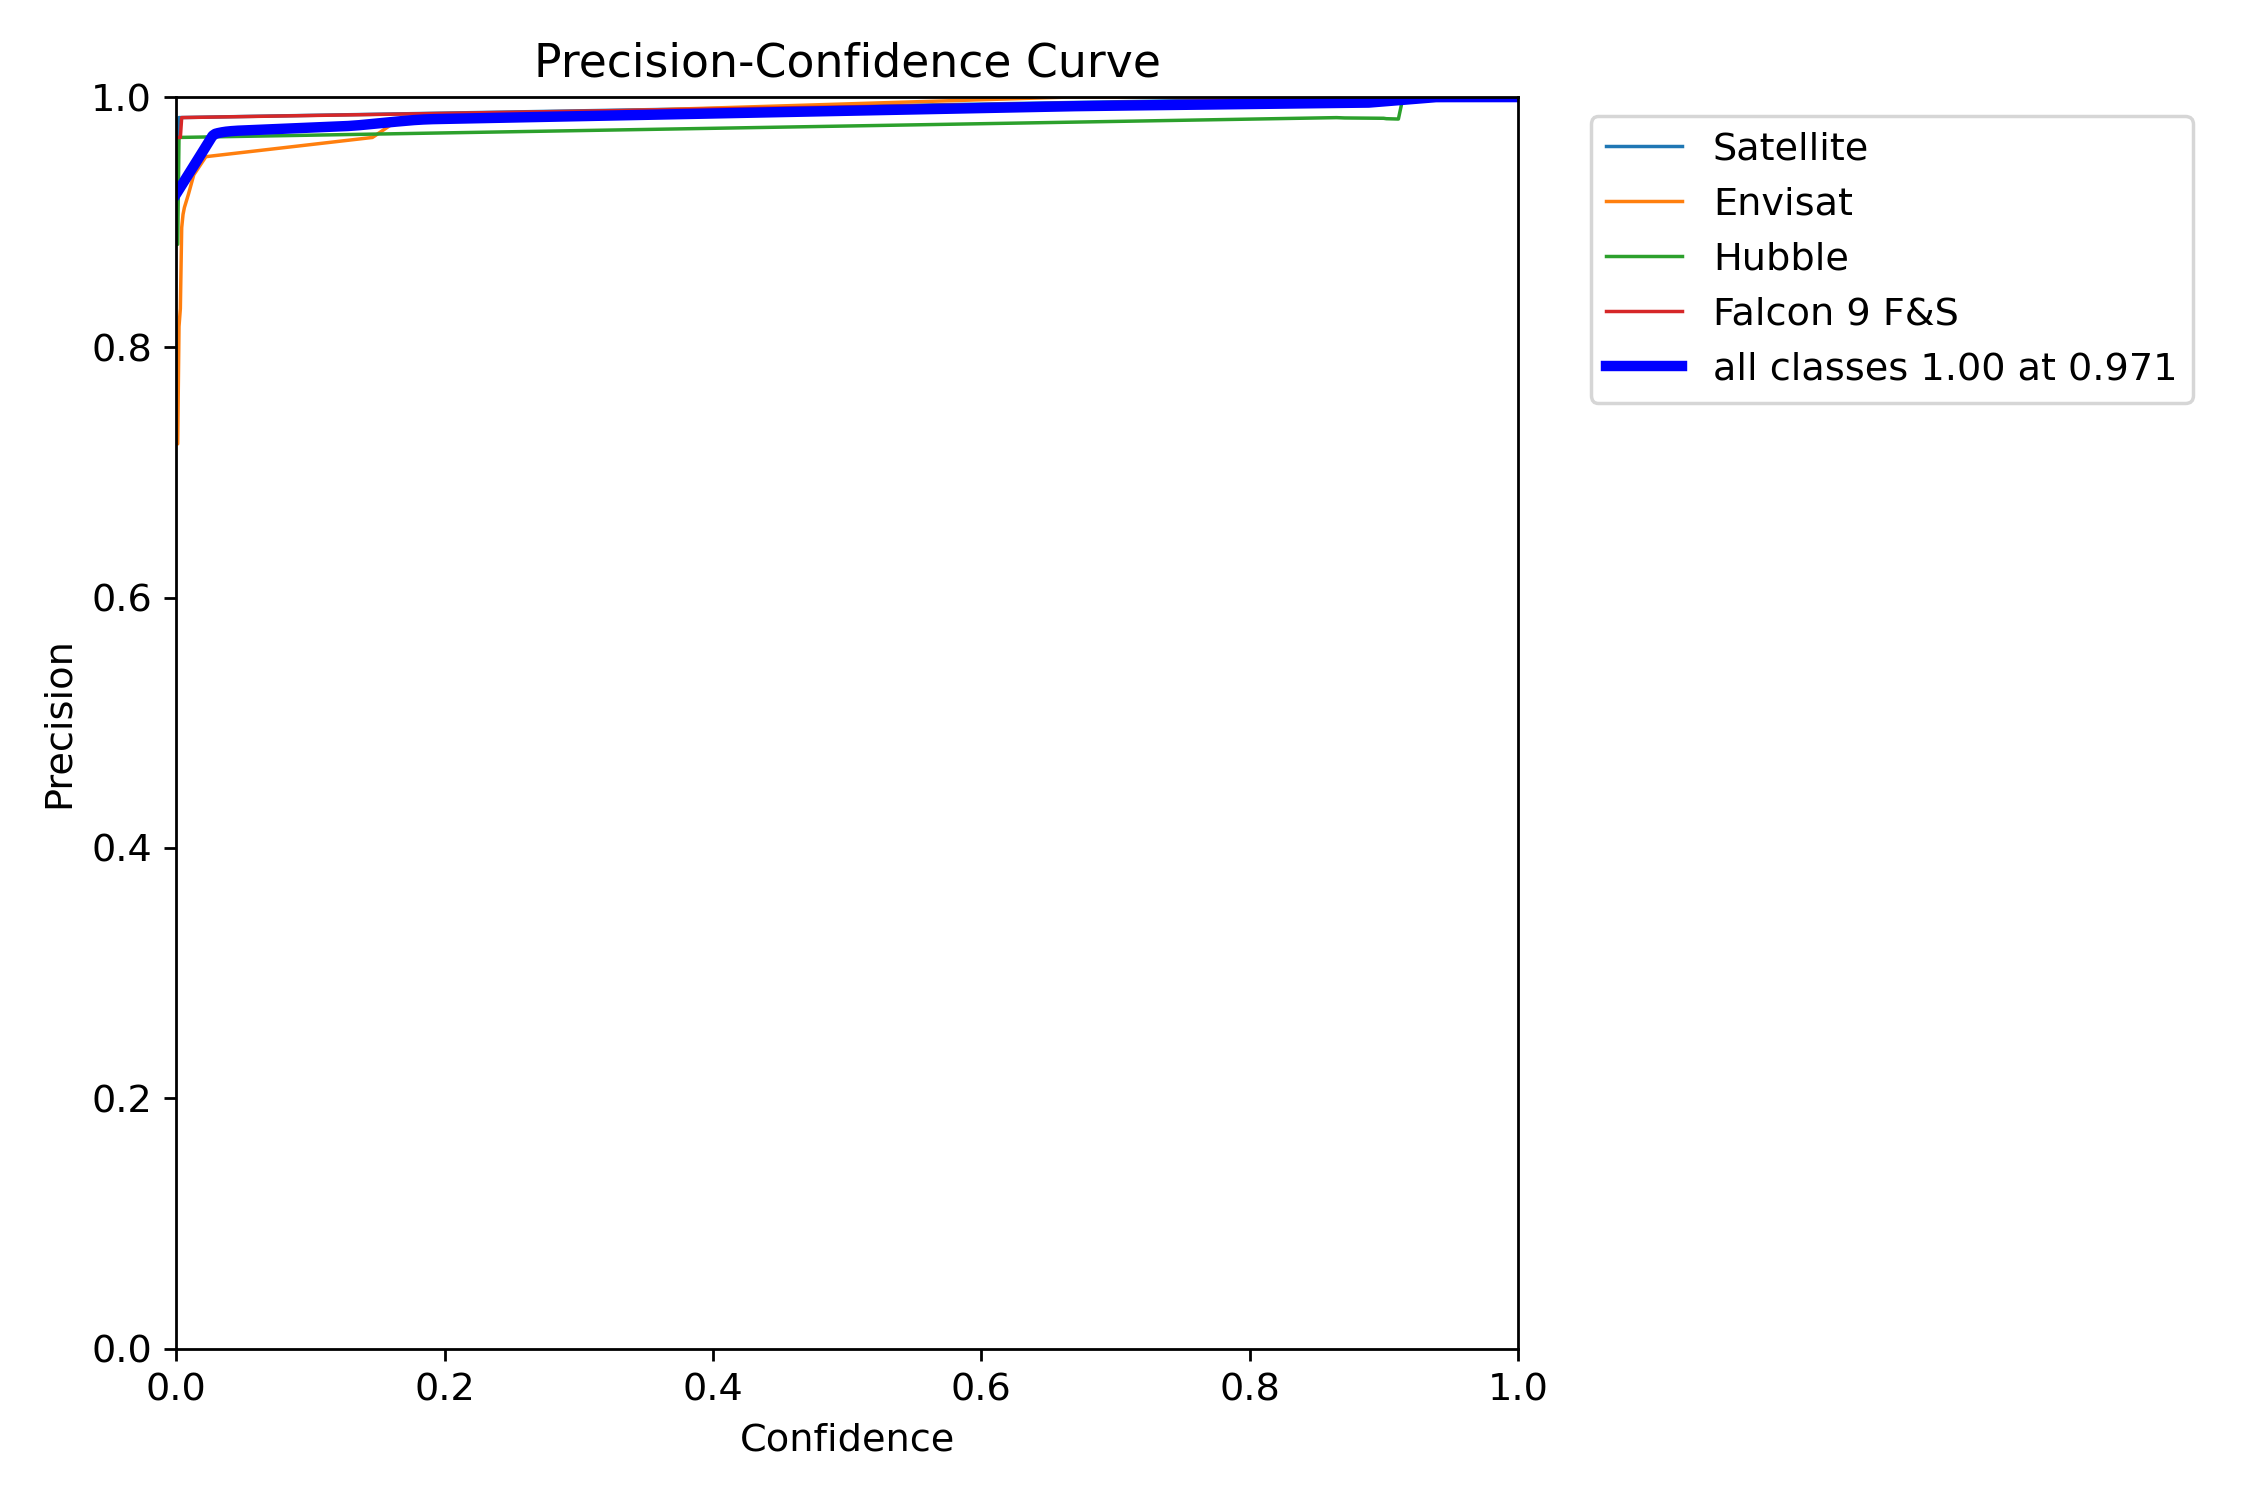 Precision-Confidence Curve
1.0
0.8
0.6
0.4
0.2
0.0
Precision
0.0 0.2 0.4 0.6 0.8 1.0
Confidence
Satellite
Envisat
Hubble
Falcon 9 F&S
all classes 1.00 at 0.971